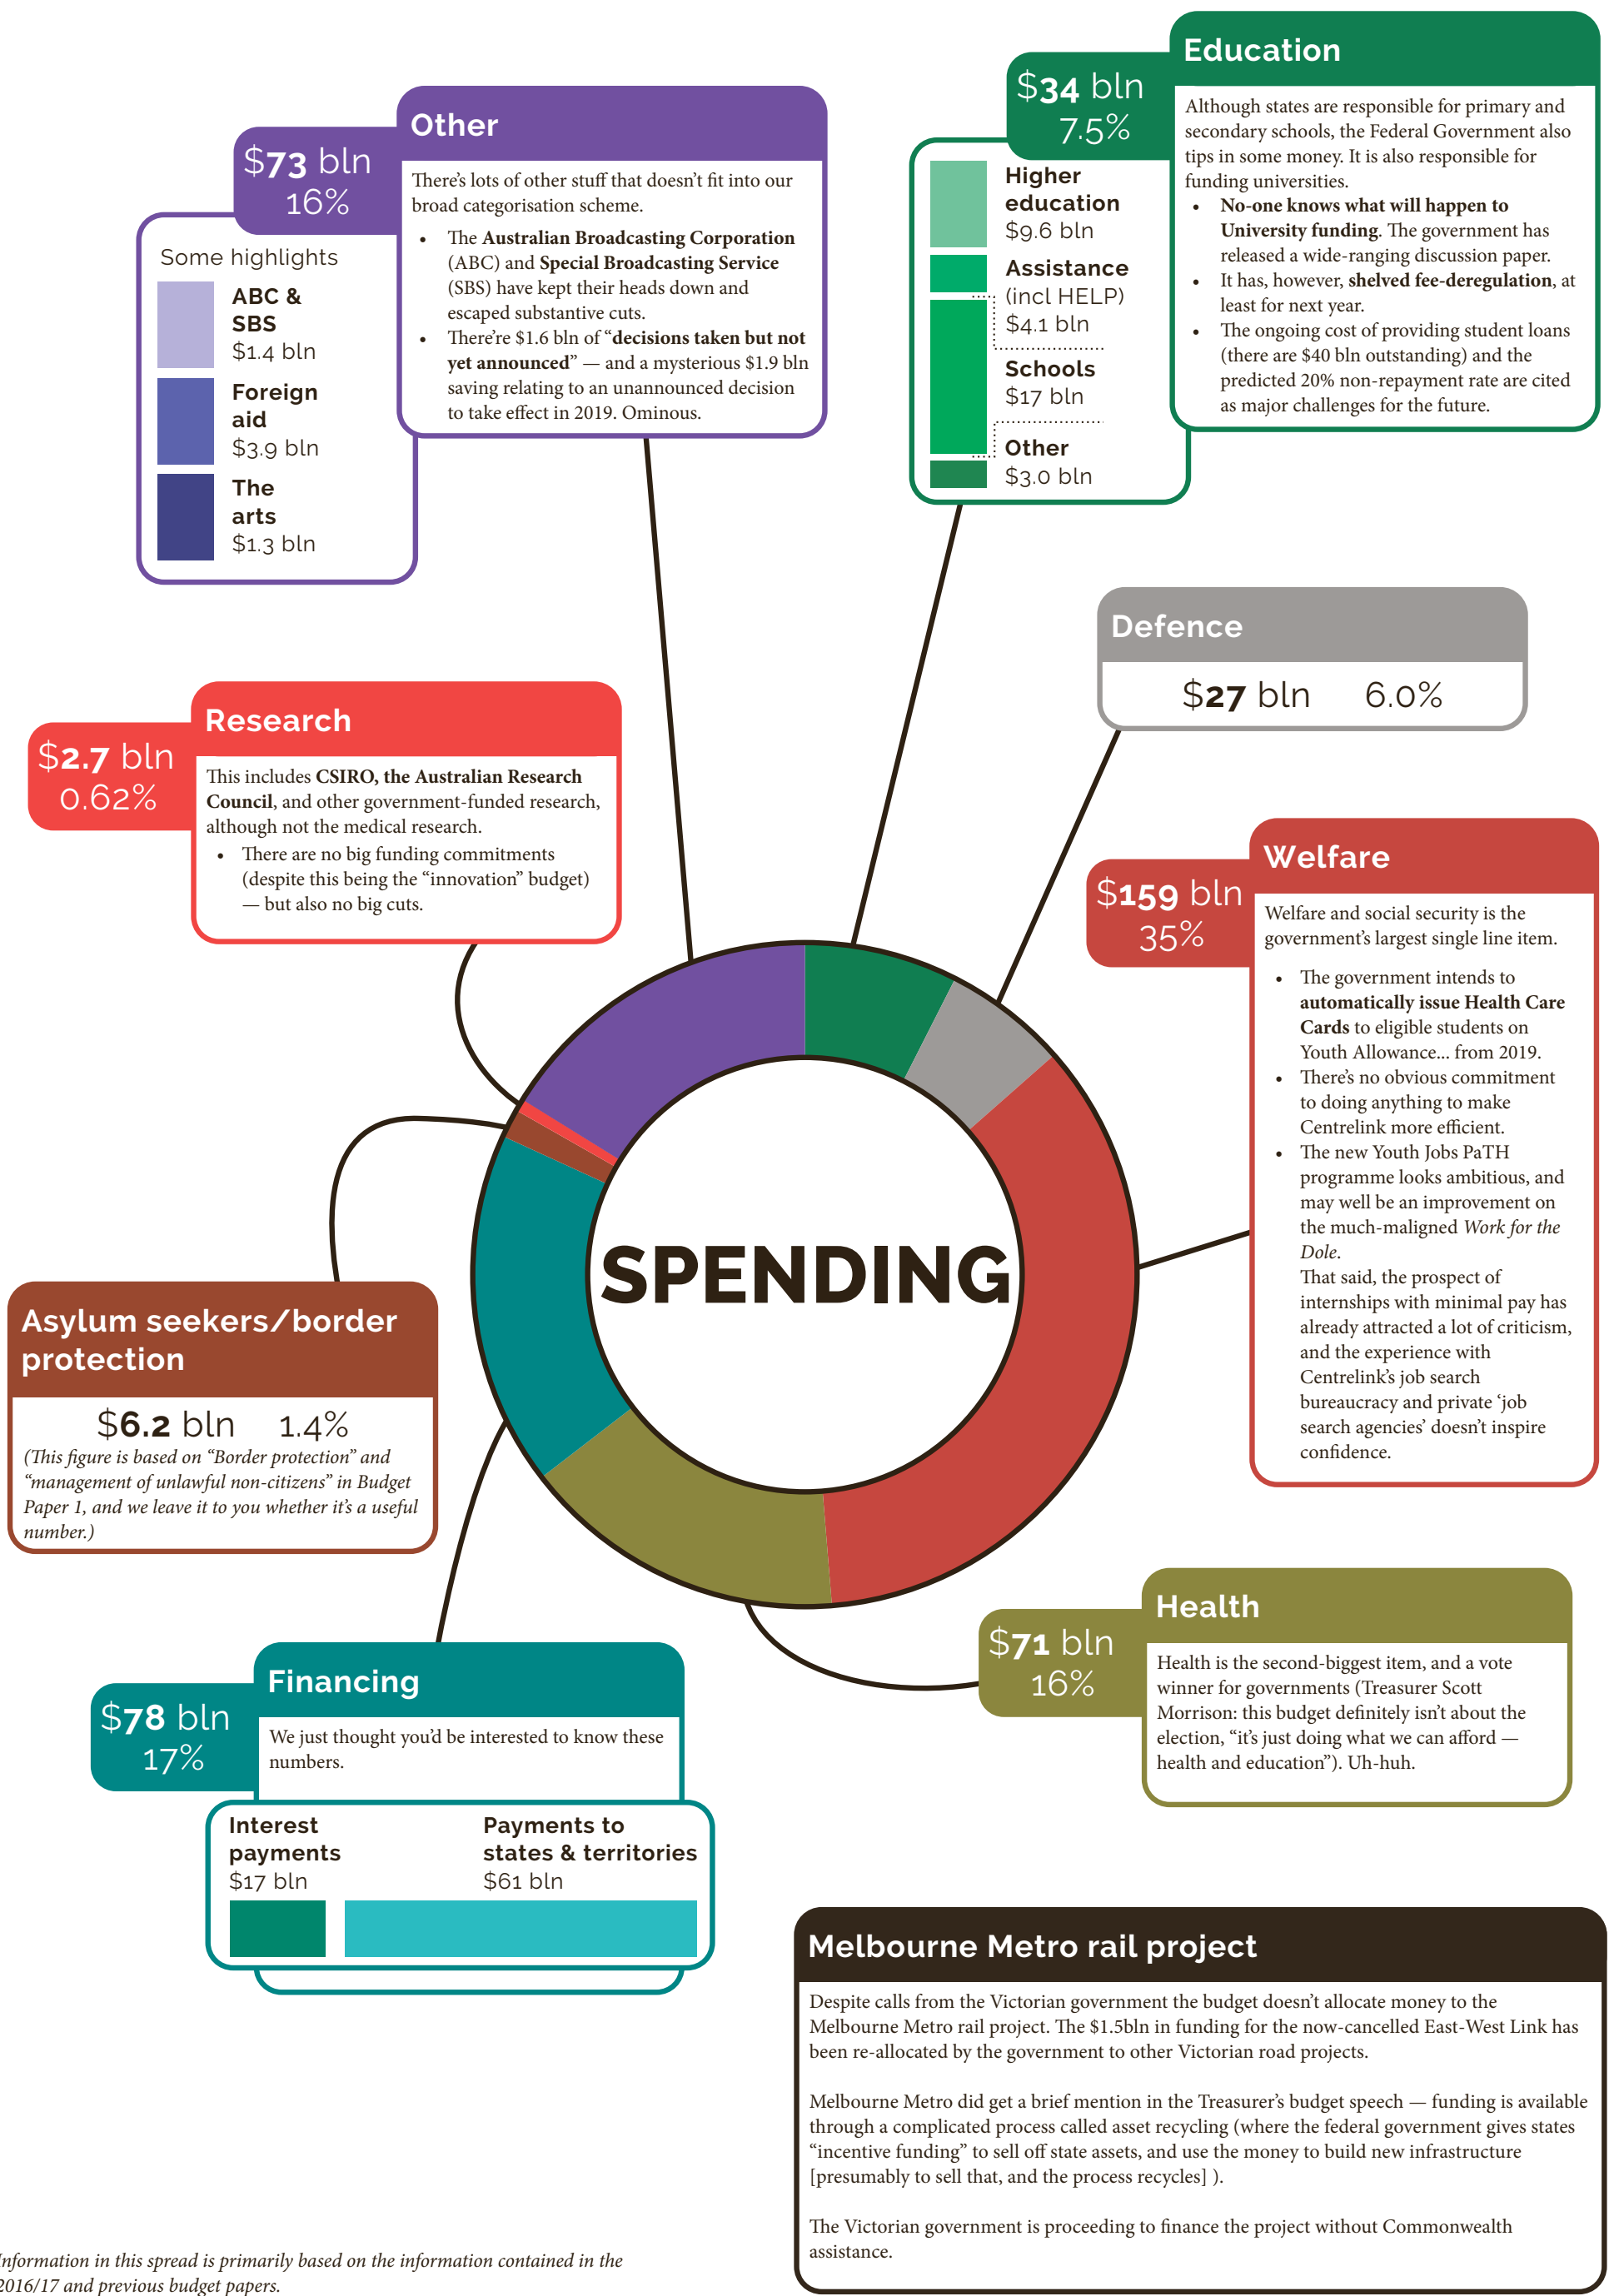 Education
$34 bln
7.5%
Although states are responsible for primary and
secondary schools, the Federal Government also
tips in some money. It is also responsible for
funding universities.
• No-one knows what will happen to
University funding. The government has
released a wide-ranging discussion paper.
• It has, however, shelved fee-deregulation, at
least for next year.
• The ongoing cost of providing student loans
(there are $40 bln outstanding) and the
predicted 20% non-repayment rate are cited
as major challenges for the future.
Higher
education
$9.6 bln
Assistance
(incl HELP)
$4.1 bln
Schools
$17 bln
Other
$3.0 bln
Other
$73 bln
16%
There's lots of other stuff that doesn't fit into our
broad categorisation scheme.
• The Australian Broadcasting Corporation
(ABC) and Special Broadcasting Service
(SBS) have kept their heads down and
escaped substantive cuts.
• There're $1.6 bln of “decisions taken but not
yet announced” — and a mysterious $1.9 bln
saving relating to an unannounced decision
to take effect in 2019. Ominous.
Some highlights
ABC &
SBS
$1.4 bln
Foreign
aid
$3.9 bln
The
arts
$1.3 bln
Defence
$27 bln 6.0%
Research
$2.7 bln
0.62%
This includes CSIRO, the Australian Research
Council, and other government-funded research,
although not the medical research.
• There are no big funding commitments
(despite this being the “innovation” budget)
— but also no big cuts.
Welfare
$159 bln
35%
Welfare and social security is the
government's largest single line item.
• The government intends to
automatically issue Health Care
Cards to eligible students on
Youth Allowance... from 2019.
• There's no obvious commitment
to doing anything to make
Centrelink more efficient.
• The new Youth Jobs PaTH
programme looks ambitious, and
may well be an improvement on
the much-maligned Work for the
Dole.
That said, the prospect of
internships with minimal pay has
already attracted a lot of criticism,
and the experience with
Centrelink's job search
bureaucracy and private ‘job
search agencies’ doesn't inspire
confidence.
SPENDING
Asylum seekers/border
protection
$6.2 bln 1.4%
(This figure is based on “Border protection” and
“management of unlawful non-citizens” in Budget
Paper 1, and we leave it to you whether it's a useful
number.)
Health
$71 bln
16%
Health is the second-biggest item, and a vote
winner for governments (Treasurer Scott
Morrison: this budget definitely isn't about the
election, “it's just doing what we can afford —
health and education”). Uh-huh.
Financing
$78 bln
17%
We just thought you'd be interested to know these
numbers.
Interest
payments
$17 bln
Payments to
states & territories
$61 bln
Melbourne Metro rail project
Despite calls from the Victorian government the budget doesn't allocate money to the
Melbourne Metro rail project. The $1.5bln in funding for the now-cancelled East-West Link has
been re-allocated by the government to other Victorian road projects.
Melbourne Metro did get a brief mention in the Treasurer's budget speech — funding is available
through a complicated process called asset recycling (where the federal government gives states
“incentive funding” to sell off state assets, and use the money to build new infrastructure
[presumably to sell that, and the process recycles] ).
The Victorian government is proceeding to finance the project without Commonwealth
assistance.
Information in this spread is primarily based on the information contained in the
2016/17 and previous budget papers.